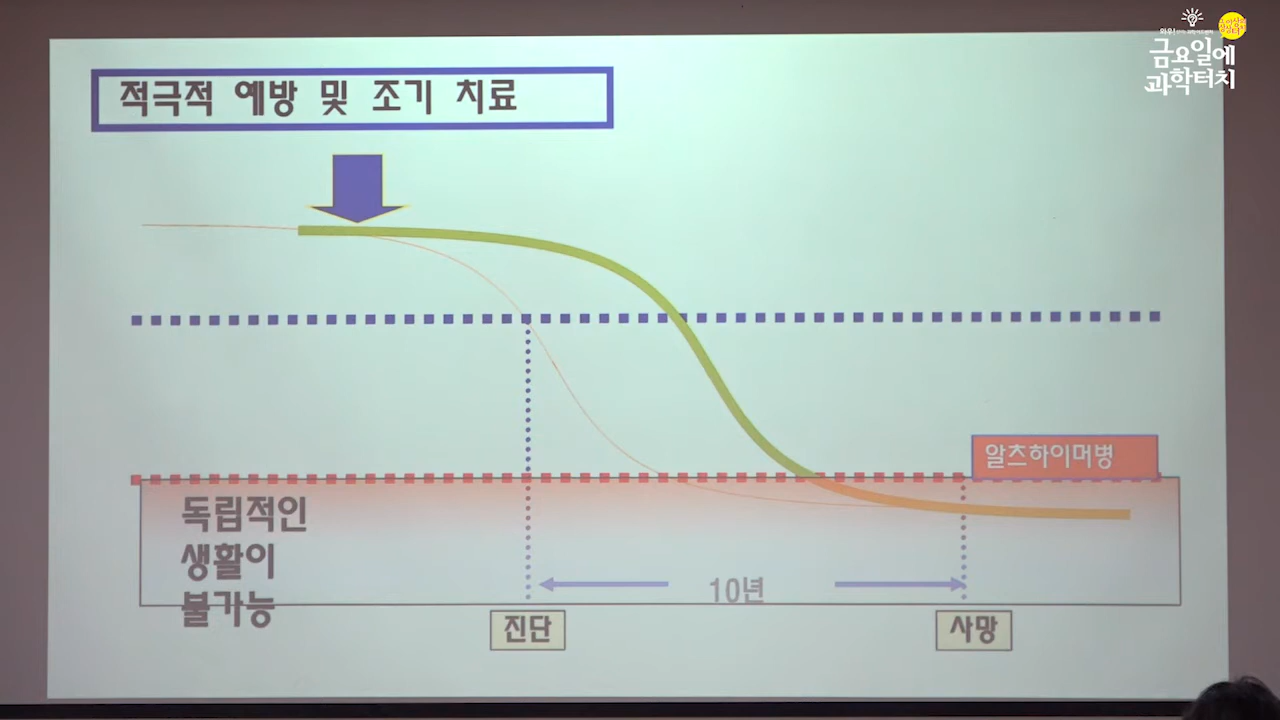 금요일에
과학터치
적극적 예방 및 조기 치료
알츠하이머병
독립적인
생활이
불가능
10년
진단
사망